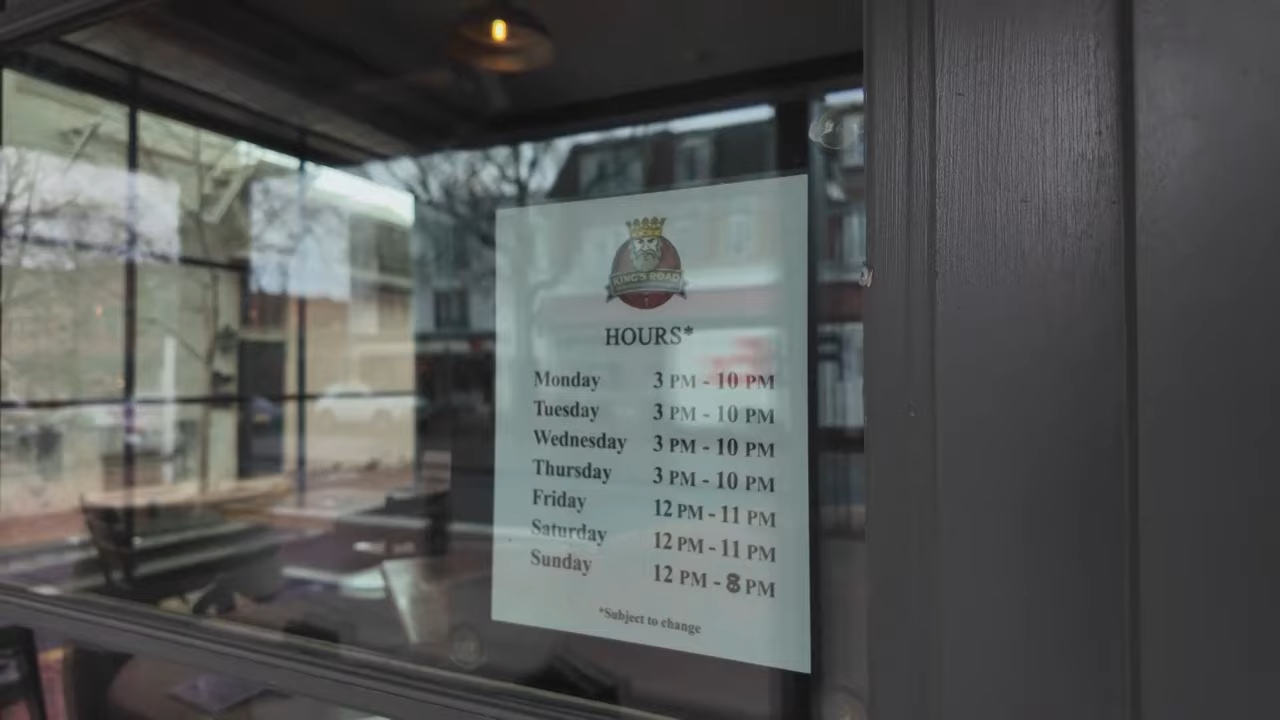 KING'S ROAD
HOURS*
Monday 3 PM - 10 PM
Tuesday 3 PM - 10 PM
Wednesday 3 PM - 10 PM
Thursday 3 PM - 10 PM
Friday 12 PM - 11 PM
Saturday 12 PM - 11 PM
Sunday 12 PM - 8 PM
*Subject to change